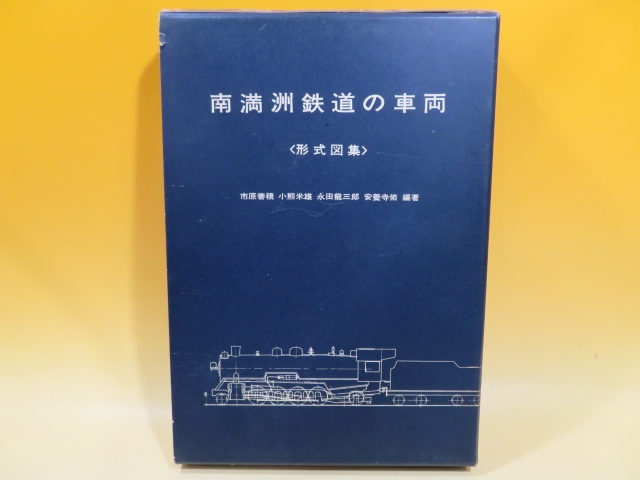 南満洲鉄道の車両
〈形式図集〉
市原善積 小熊米雄 永田龍三郎 安養寺脩 編著